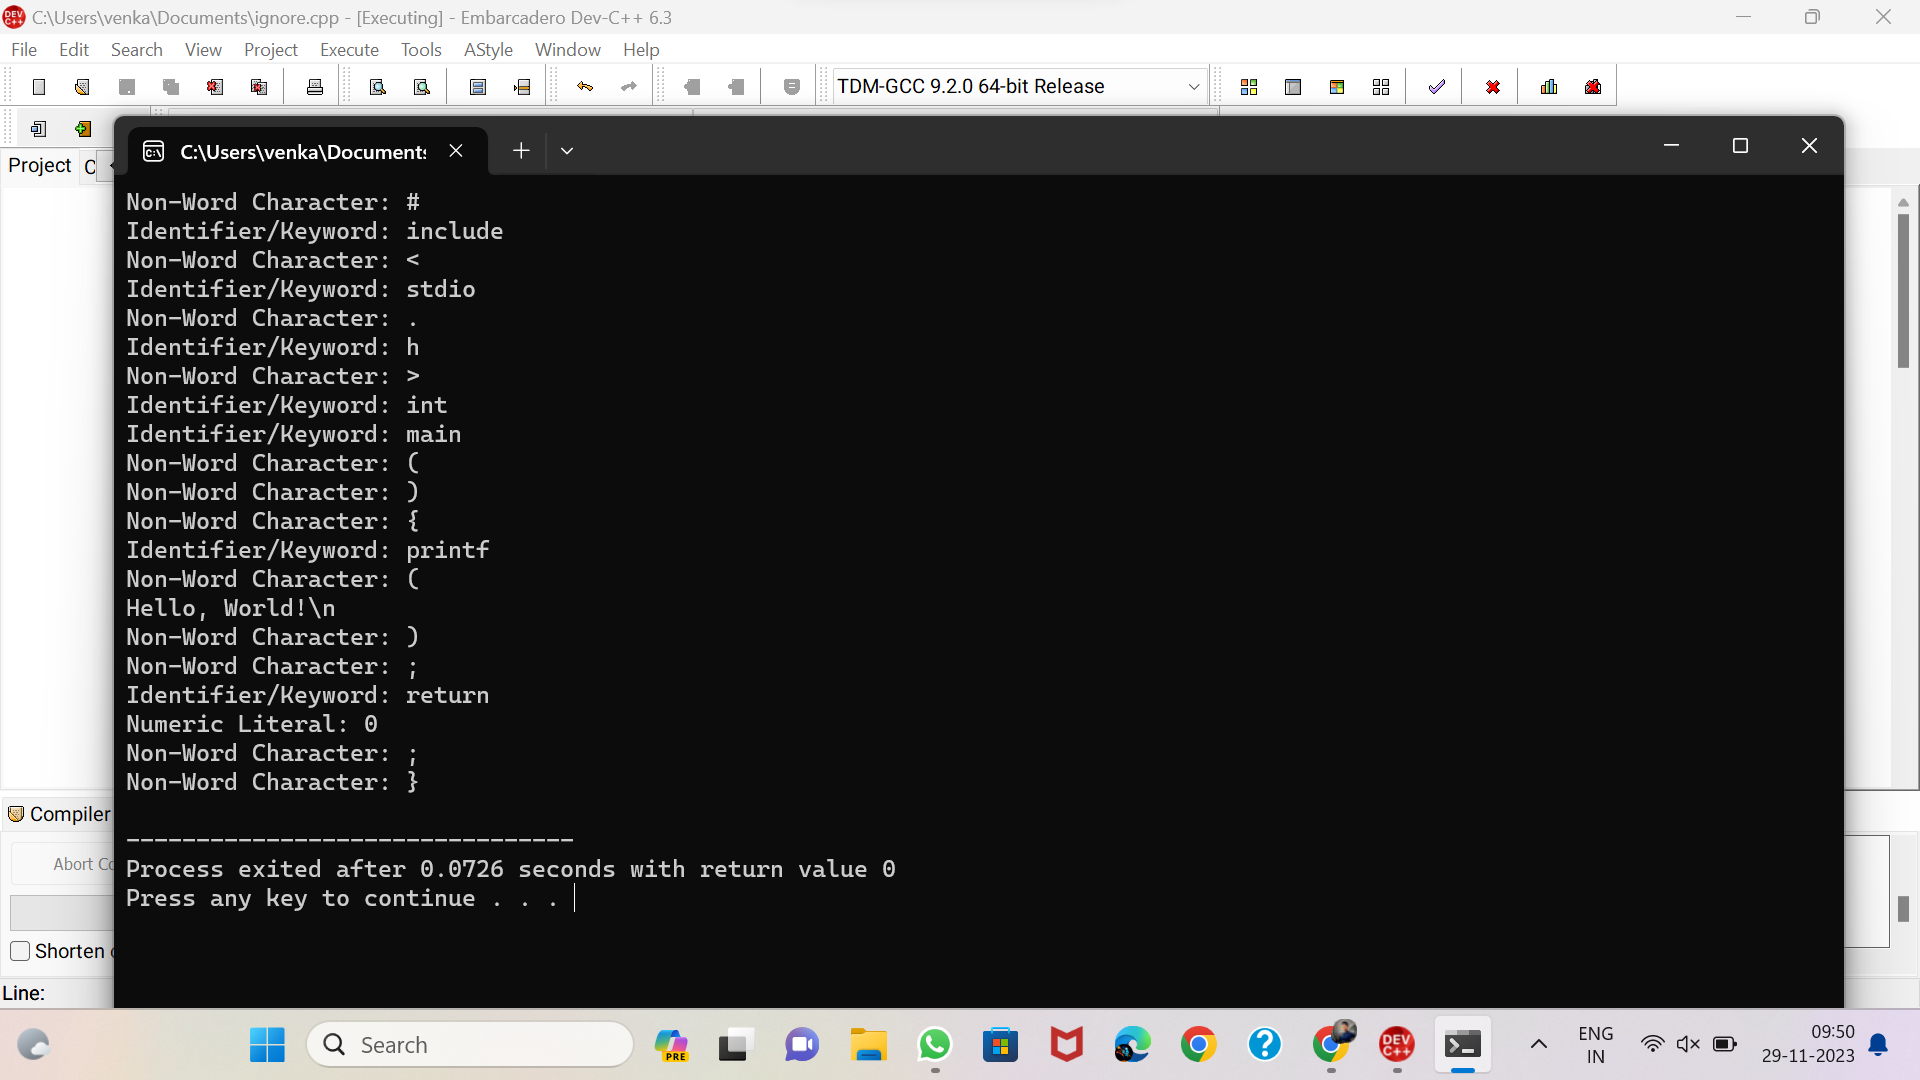 C:\Users\venka\Documents\ignore.cpp - [Executing] - Embarcadero Dev-C++ 6.3
File Edit Search View Project Execute Tools AStyle Window Help
TDM-GCC 9.2.0 64-bit Release
C:\Users\venka\Documents
Project
Non-Word Character: #
Identifier/Keyword: include
Non-Word Character: <
Identifier/Keyword: stdio
Non-Word Character: .
Identifier/Keyword: h
Non-Word Character: >
Identifier/Keyword: int
Identifier/Keyword: main
Non-Word Character: (
Non-Word Character: )
Non-Word Character: {
Identifier/Keyword: printf
Non-Word Character: (
Hello, World!\n
Non-Word Character: )
Non-Word Character: ;
Identifier/Keyword: return
Numeric Literal: 0
Non-Word Character: ;
Non-Word Character: }
--------------------------------
Process exited after 0.0726 seconds with return value 0
Press any key to continue . . .
Compiler
Abort
Shorten
Line:
Search
PRE
DEV C++
ENG
IN
09:50
29-11-2023